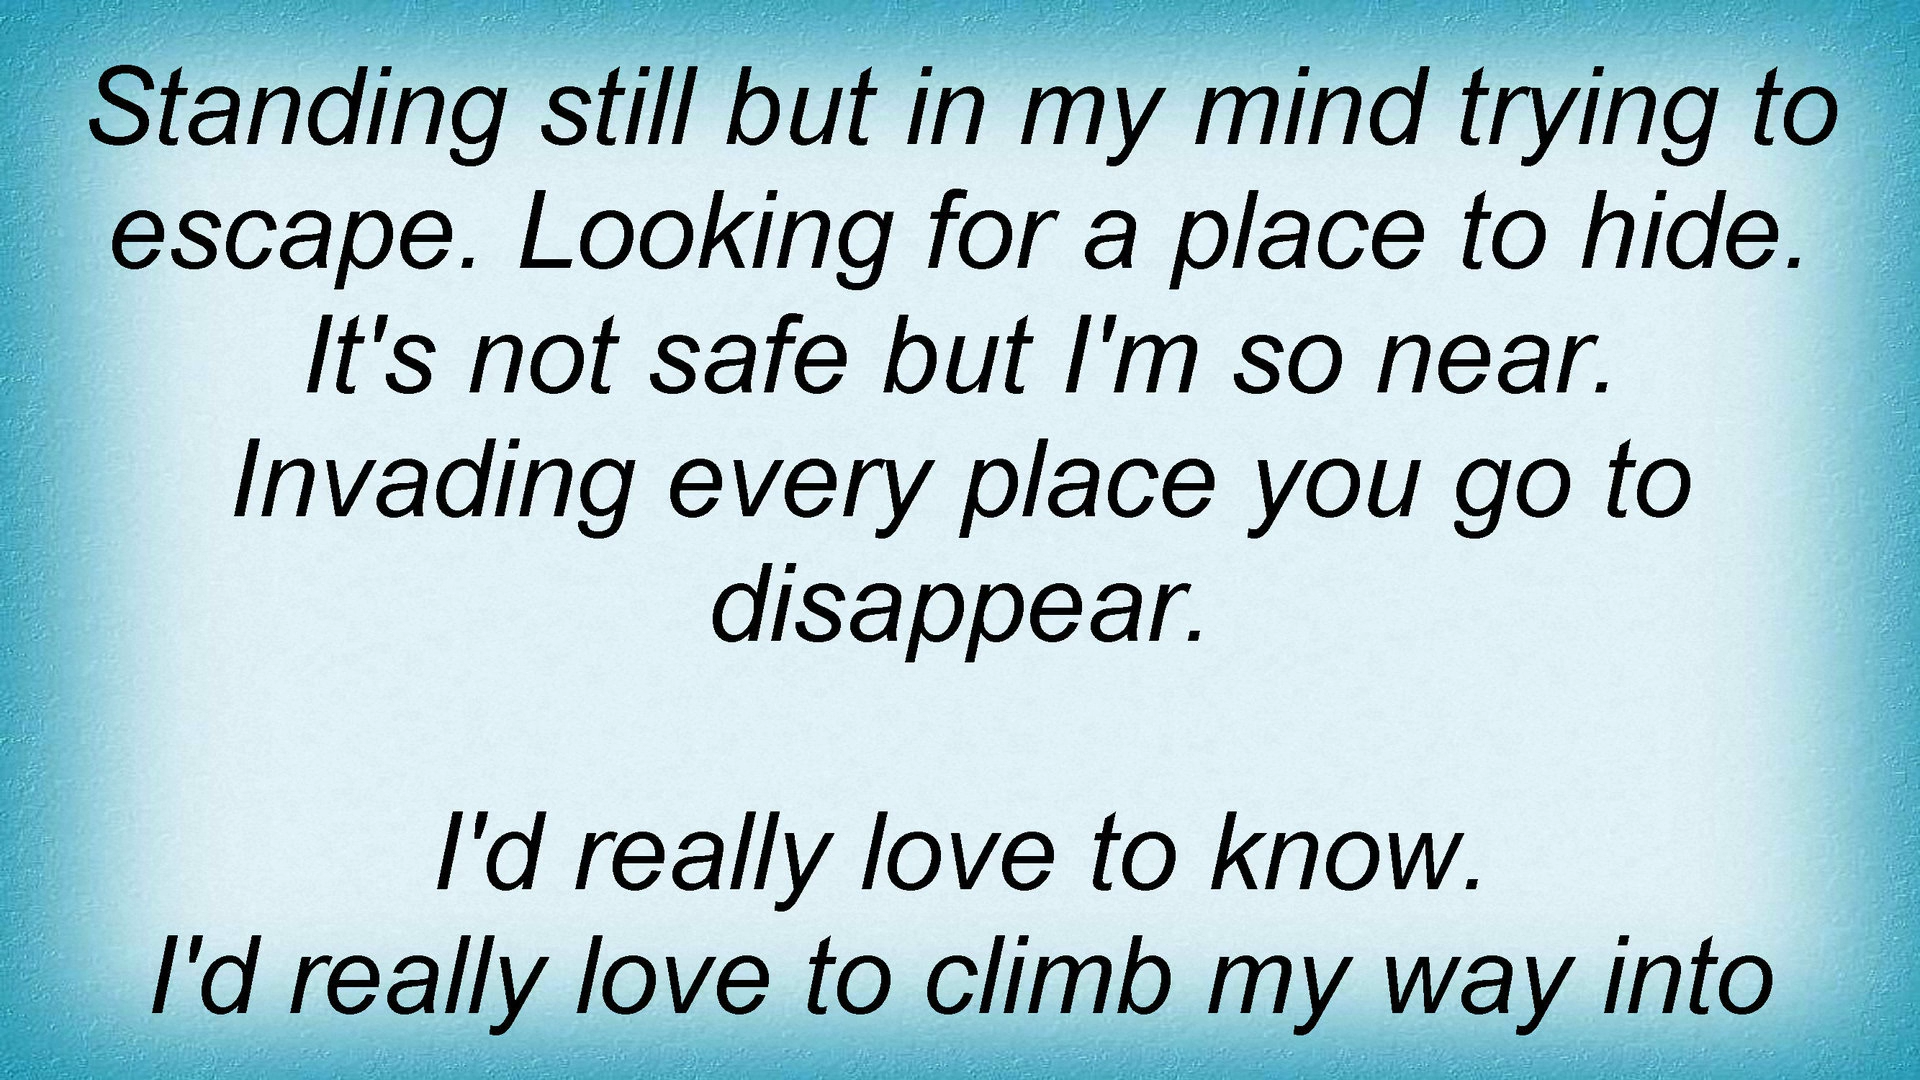 Standing still but in my mind trying to
escape. Looking for a place to hide.
It's not safe but I'm so near.
Invading every place you go to
disappear.
I'd really love to know.
I'd really love to climb my way into